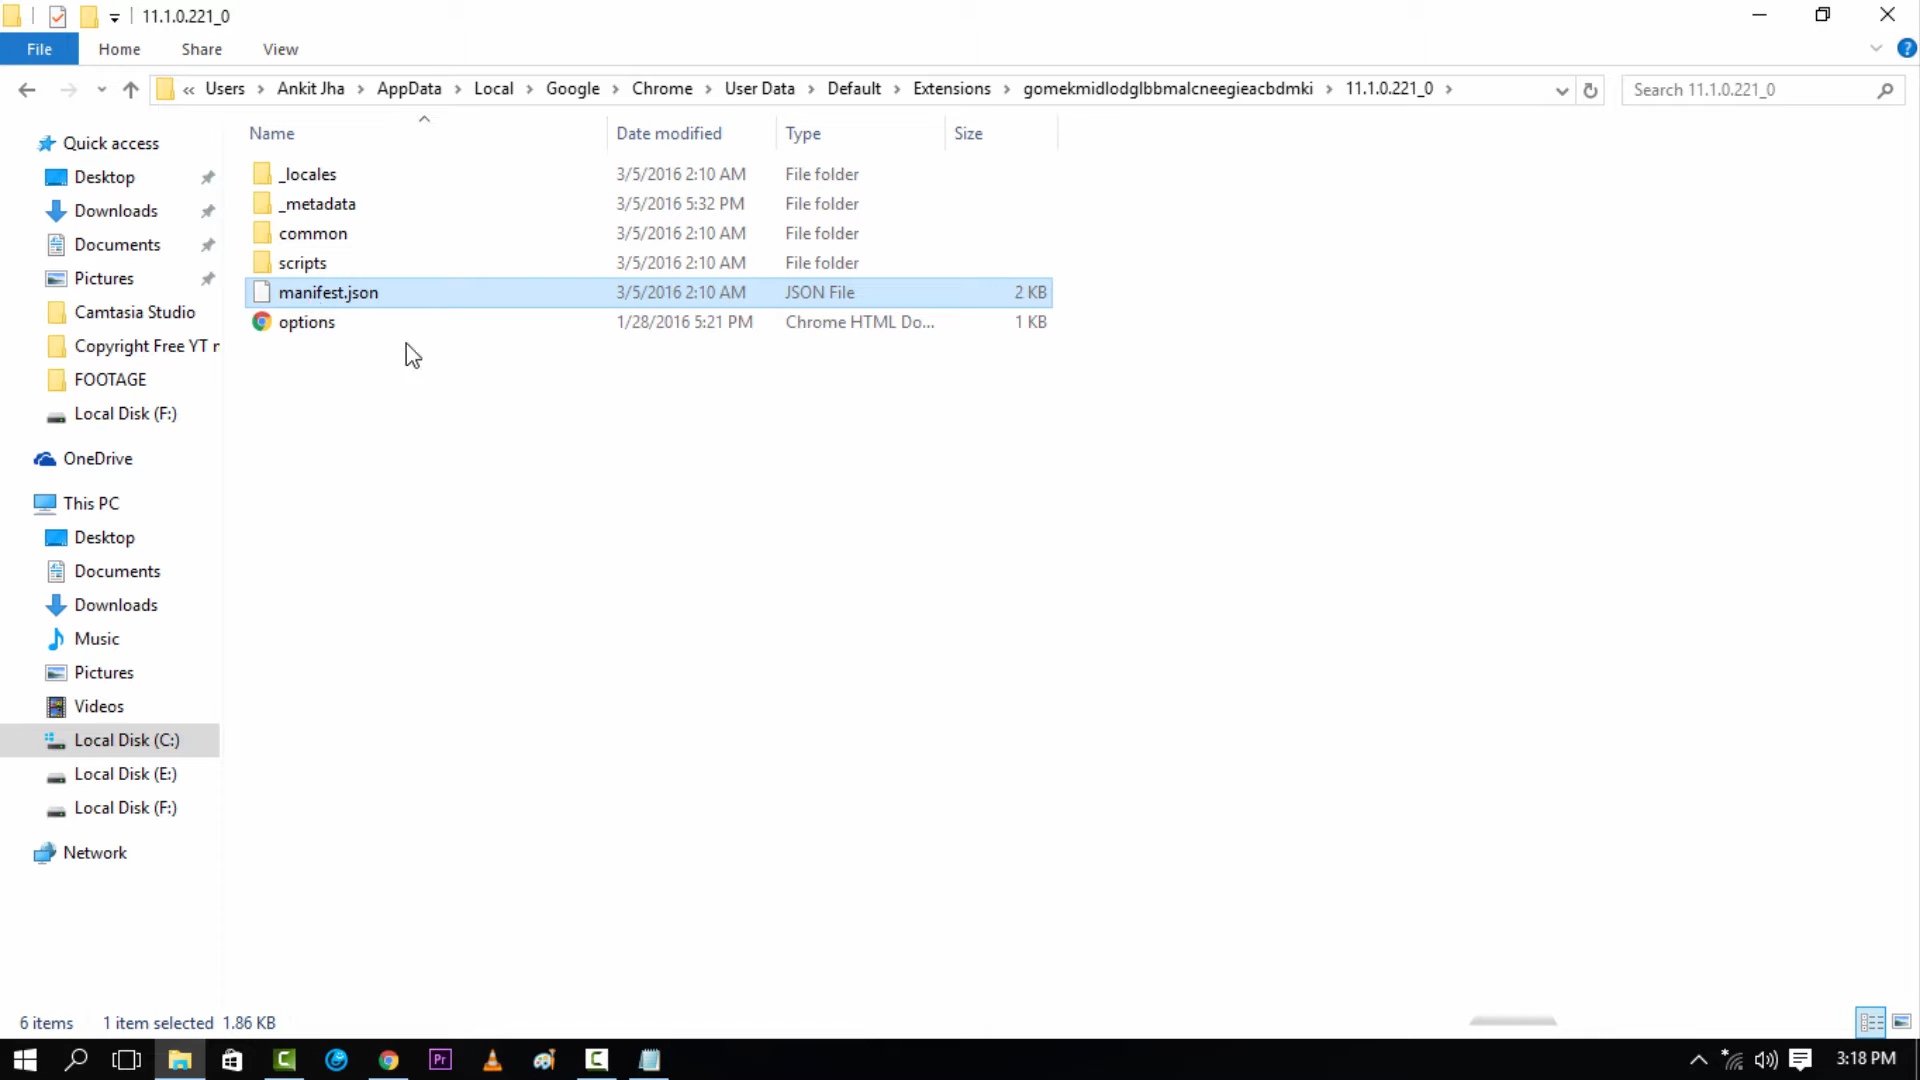 11.1.0.221_0
File Home Share View
« Users > Ankit Jha > AppData > Local > Google > Chrome > User Data > Default > Extensions > gomekmidlodglbbmalcneegieacbdmki > 11.1.0.221_0 >
Search 11.1.0.221_0
Name Date modified Type Size
_locales 3/5/2016 2:10 AM File folder
_metadata 3/5/2016 5:32 PM File folder
common 3/5/2016 2:10 AM File folder
scripts 3/5/2016 2:10 AM File folder
manifest.json 3/5/2016 2:10 AM JSON File 2 KB
options 1/28/2016 5:21 PM Chrome HTML Do... 1 KB
Quick access
Desktop
Downloads
Documents
Pictures
Camtasia Studio
Copyright Free YT
FOOTAGE
Local Disk (F:)
OneDrive
This PC
Desktop
Documents
Downloads
Music
Pictures
Videos
Local Disk (C:)
Local Disk (E:)
Local Disk (F:)
Network
6 items 1 item selected 1.86 KB
Pr
3:18 PM